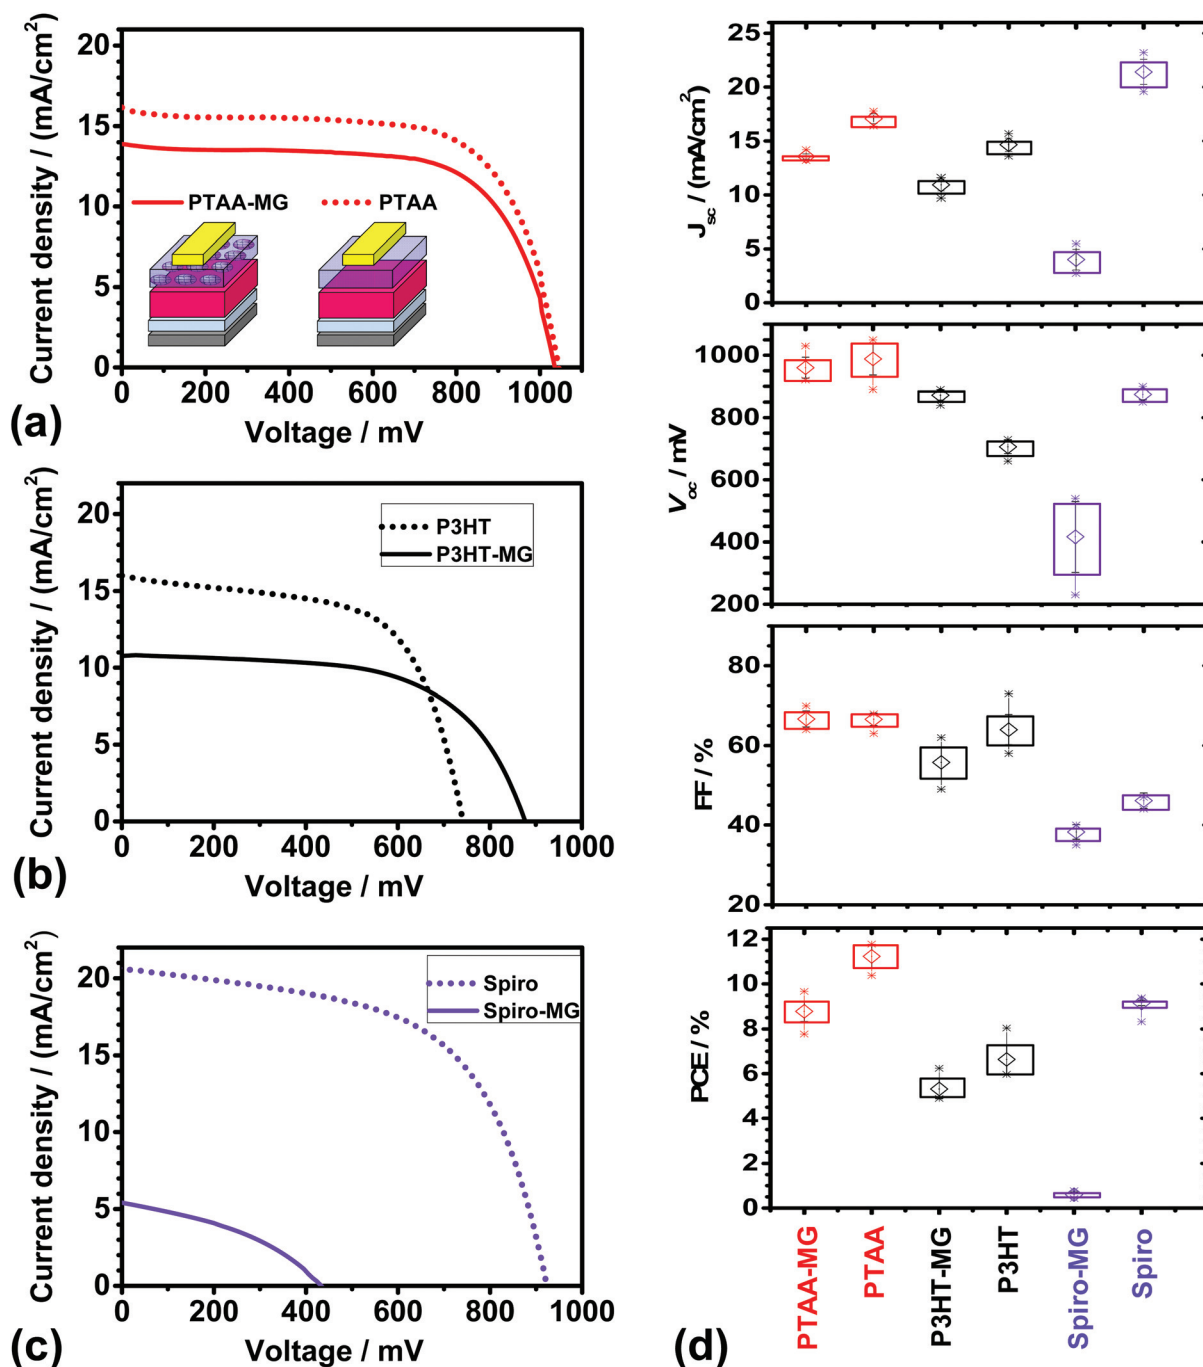 Current density / (mA/cm²)
20
15
10
5
0
PTAA-MG PTAA
0 200 400 600 800 1000
Voltage / mV
(a)
Current density / (mA/cm²)
20
15
10
5
0
P3HT
P3HT-MG
0 200 400 600 800 1000
Voltage / mV
(b)
Current density / (mA/cm²)
20
15
10
5
0
Spiro
Spiro-MG
0 200 400 600 800 1000
Voltage / mV
(c)
J_sc / (mA/cm²)
25
20
15
10
5
0
V_oc / mV
1000
800
600
400
200
FF / %
80
60
40
20
PCE / %
12
10
8
6
4
2
0
PTAA-MG
PTAA
P3HT-MG
P3HT
Spiro-MG
Spiro
(d)